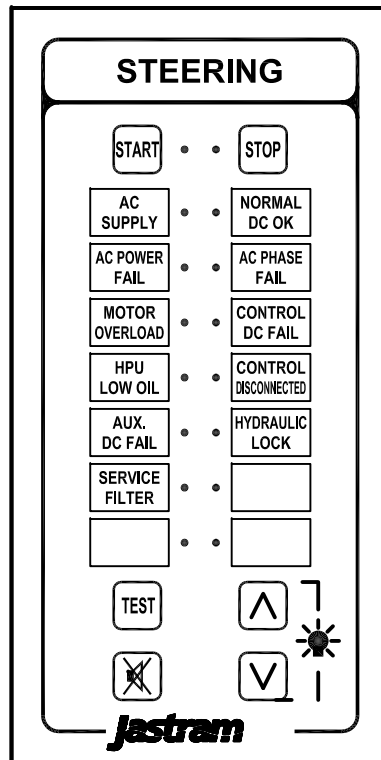 STEERING
START
STOP
AC
SUPPLY
NORMAL
DC OK
AC POWER
FAIL
AC PHASE
FAIL
MOTOR
OVERLOAD
CONTROL
DC FAIL
HPU
LOW OIL
CONTROL
DISCONNECTED
AUX.
DC FAIL
HYDRAULIC
LOCK
SERVICE
FILTER
TEST
Jastram